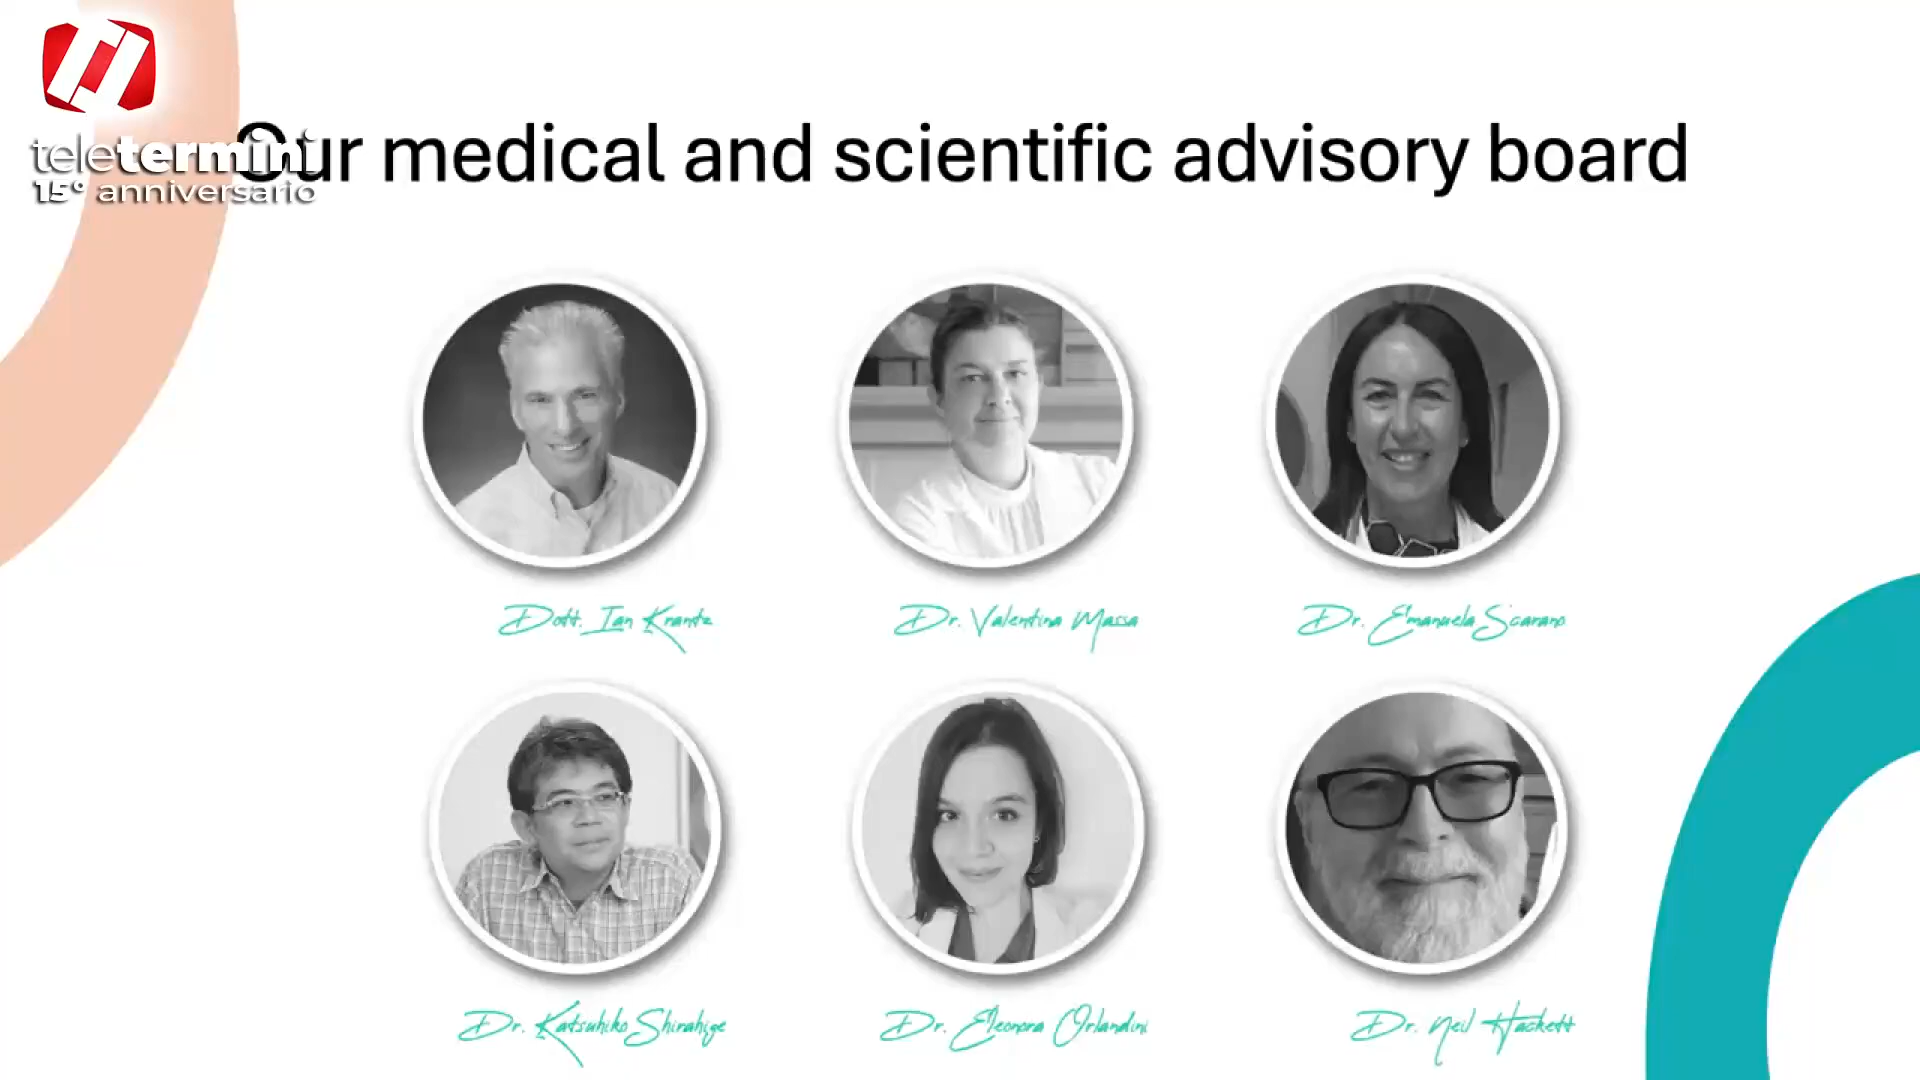 teletermini
15° anniversario
Our medical and scientific advisory board
Dott. Ian Krantz
Dr. Valentina Massa
Dr. Emanuela Scarano
Dr. Katsuhiko Shirahige
Dr. Eleonora Orlandini
Dr. Neil Hackett